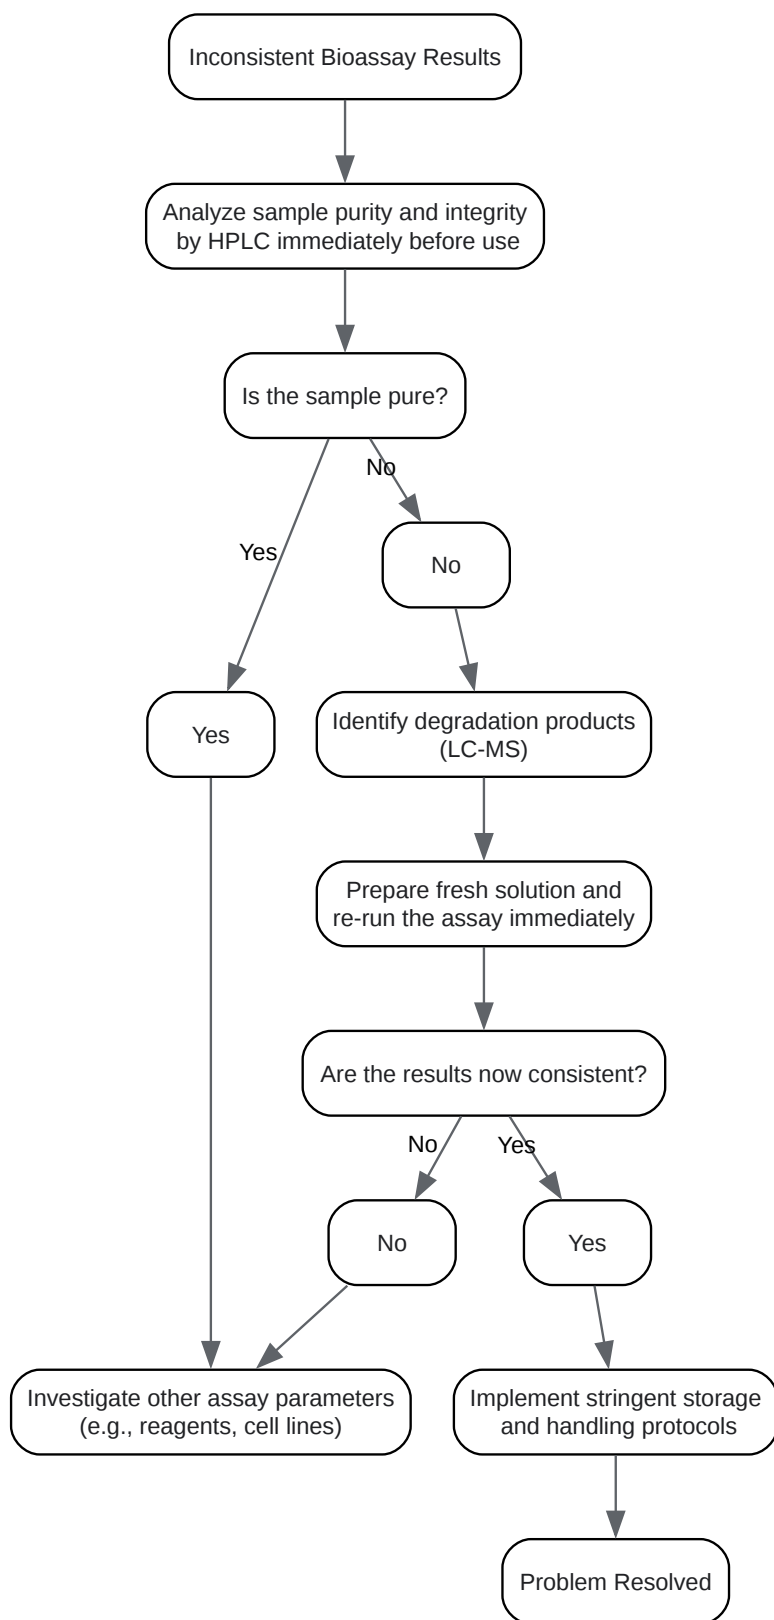 Inconsistent Bioassay Results
Analyze sample purity and integrity
by HPLC immediately before use
Is the sample pure?
No
Yes
No
Yes
Identify degradation products
(LC-MS)
Prepare fresh solution and
re-run the assay immediately
Are the results now consistent?
No
Yes
No
Yes
Investigate other assay parameters
(e.g., reagents, cell lines)
Implement stringent storage
and handling protocols
Problem Resolved